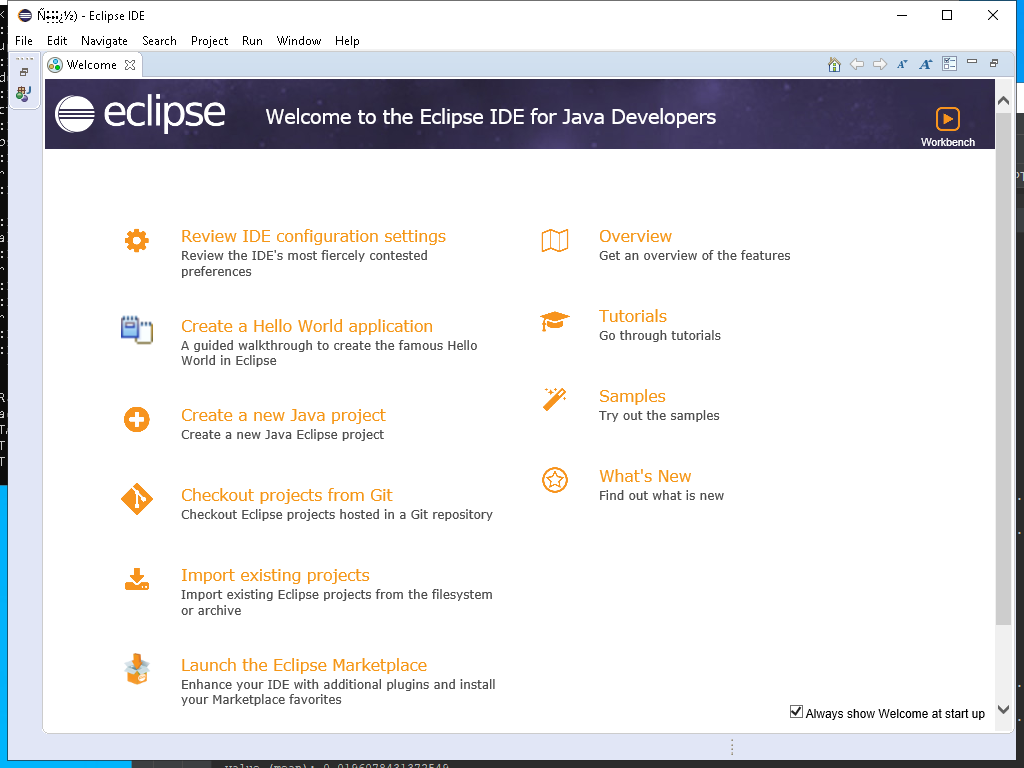 - Eclipse IDE
File Edit Navigate Search Project Run Window Help
Welcome
eclipse
Welcome to the Eclipse IDE for Java Developers
Workbench
Review IDE configuration settings
Review the IDE's most fiercely contested
preferences
Create a Hello World application
A guided walkthrough to create the famous Hello
World in Eclipse
Create a new Java project
Create a new Java Eclipse project
Checkout projects from Git
Checkout Eclipse projects hosted in a Git repository
Import existing projects
Import existing Eclipse projects from the filesystem
or archive
Launch the Eclipse Marketplace
Enhance your IDE with additional plugins and install
your Marketplace favorites
Overview
Get an overview of the features
Tutorials
Go through tutorials
Samples
Try out the samples
What's New
Find out what is new
Always show Welcome at start up